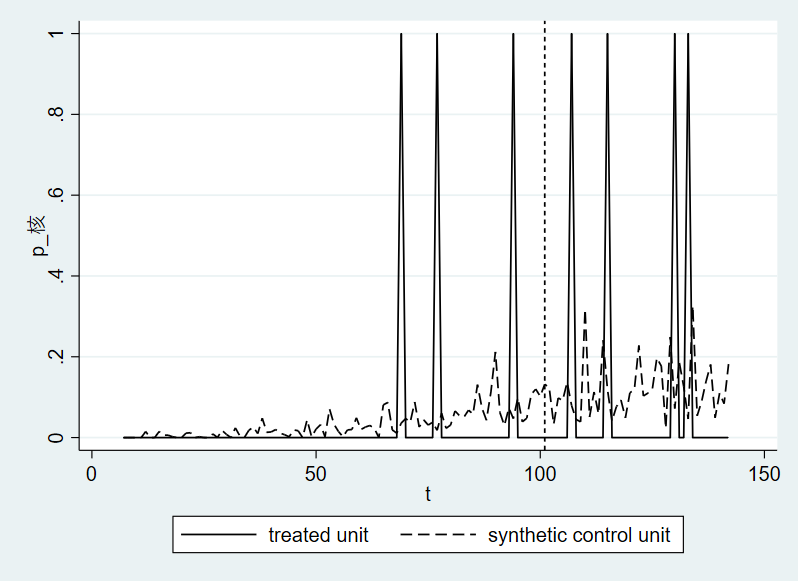 1
.8
.6
.4
.2
0
p_核
0 50 100 150
t
treated unit synthetic control unit